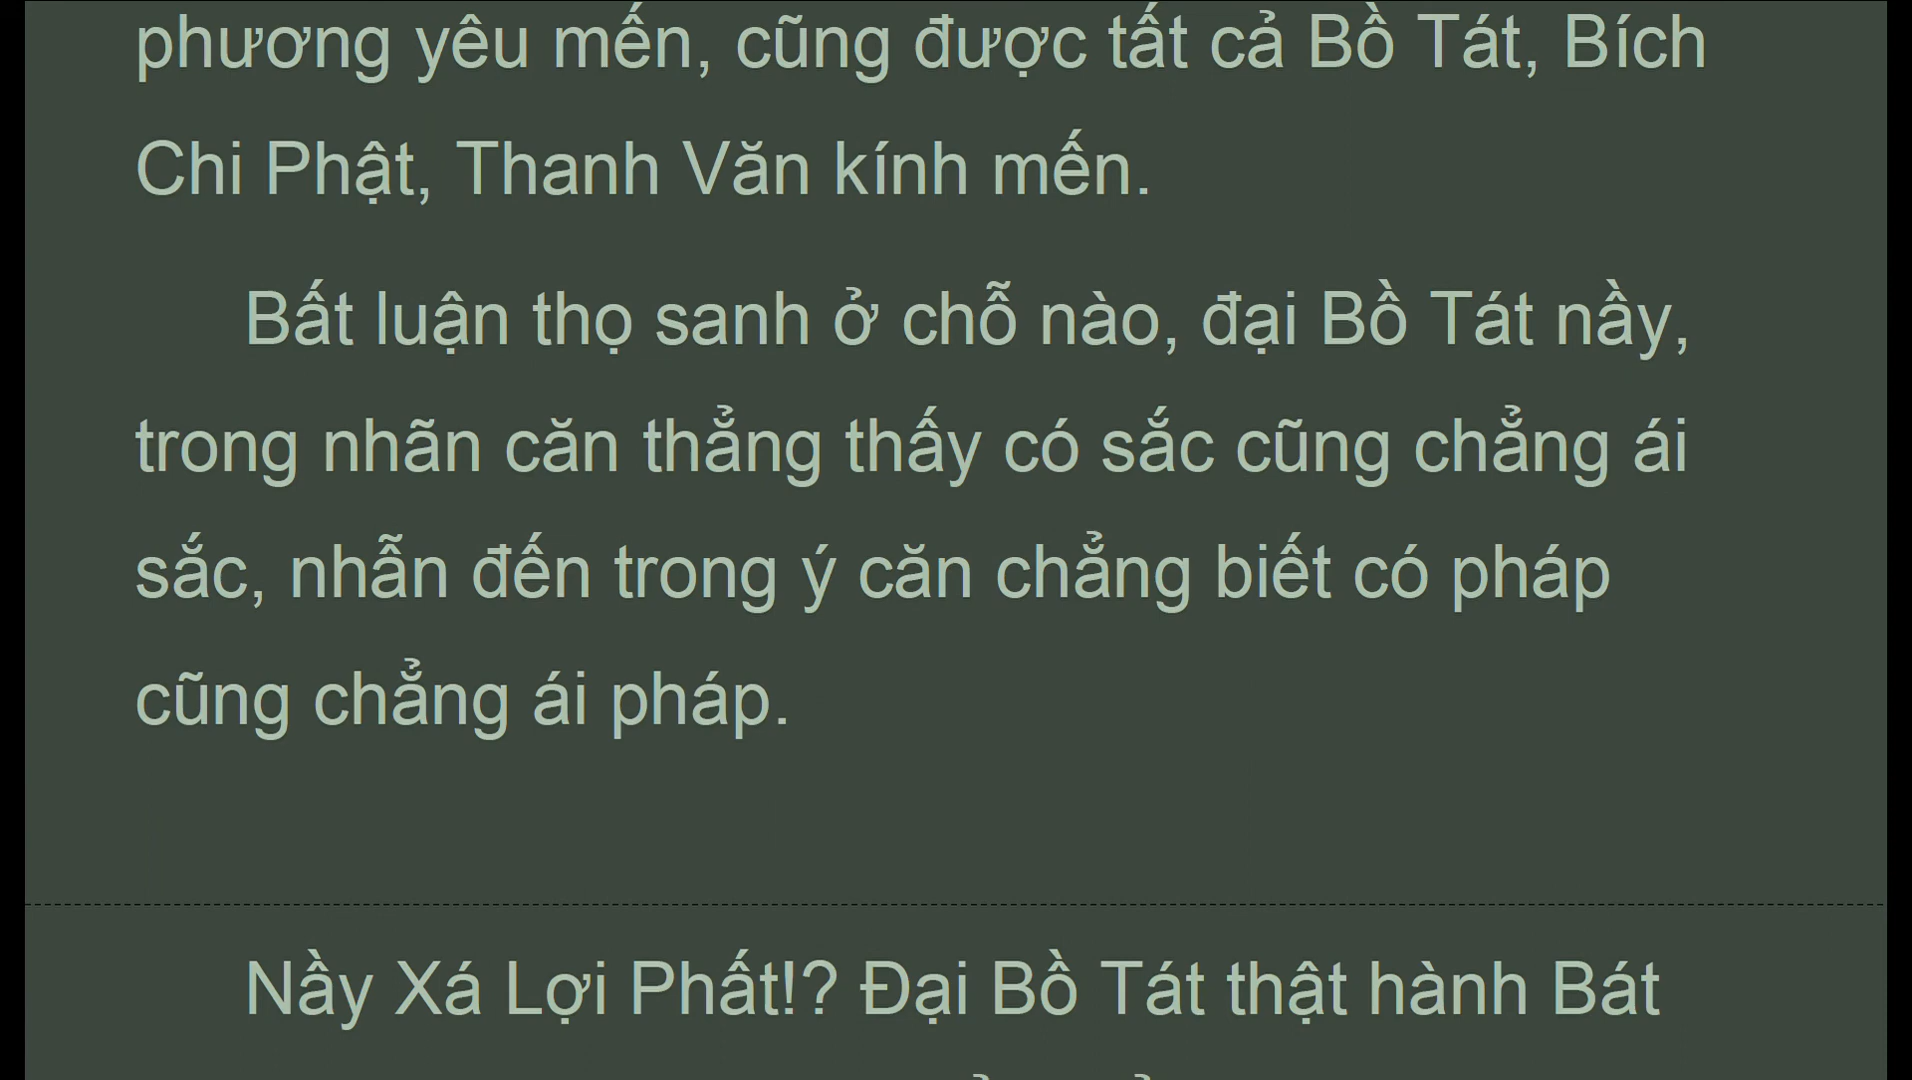 phương yêu mến, cũng được tất cả Bồ Tát, Bích
Chi Phật, Thanh Văn kính mến.
Bất luận thọ sanh ở chỗ nào, đại Bồ Tát nầy,
trong nhãn căn thẳng thấy có sắc cũng chẳng ái
sắc, nhẫn đến trong ý căn chẳng biết có pháp
cũng chẳng ái pháp.
Nầy Xá Lợi Phất!? Đại Bồ Tát thật hành Bát